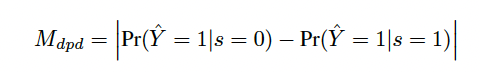 M_{dpd} = |Pr(Ŷ = 1|s = 0) − Pr(Ŷ = 1|s = 1)|